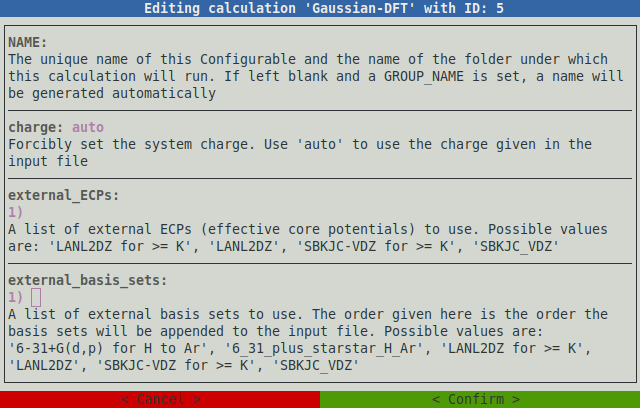 Editing calculation 'Gaussian-DFT' with ID: 5
NAME:
The unique name of this Configurable and the name of the folder under which
this calculation will run. If left blank and a GROUP_NAME is set, a name will
be generated automatically
charge: auto
Forcibly set the system charge. Use 'auto' to use the charge given in the
input file
external_ECPs:
1)
A list of external ECPs (effective core potentials) to use. Possible values
are: 'LANL2DZ for >= K', 'LANL2DZ', 'SBKJC-VDZ for >= K', 'SBKJC_VDZ'
external_basis_sets:
1)
A list of external basis sets to use. The order given here is the order the
basis sets will be appended to the input file. Possible values are:
'6-31+G(d,p) for H to Ar', '6_31_plus_starstar_H_Ar', 'LANL2DZ for >= K',
'LANL2DZ', 'SBKJC-VDZ for >= K', 'SBKJC_VDZ'
< Cancel > < Confirm >